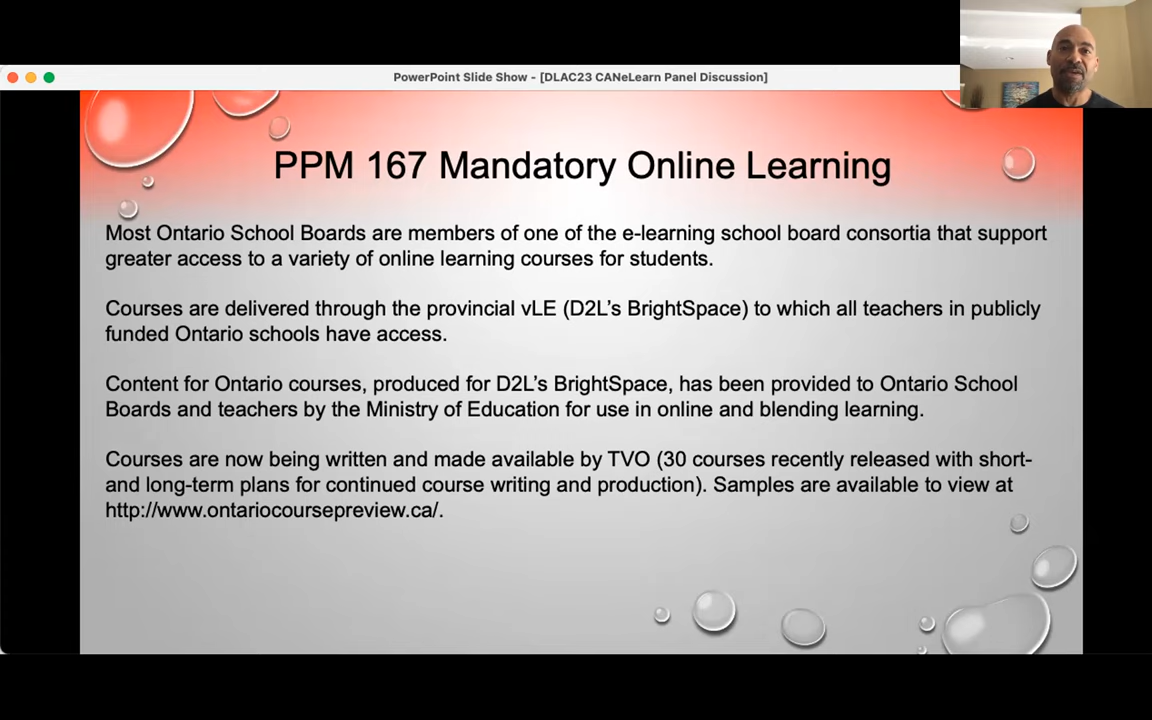 PowerPoint Slide Show - [DLAC23 CANeLearn Panel Discussion]
PPM 167 Mandatory Online Learning
Most Ontario School Boards are members of one of the e-learning school board consortia that support
greater access to a variety of online learning courses for students.
Courses are delivered through the provincial vLE (D2L’s BrightSpace) to which all teachers in publicly
funded Ontario schools have access.
Content for Ontario courses, produced for D2L’s BrightSpace, has been provided to Ontario School
Boards and teachers by the Ministry of Education for use in online and blending learning.
Courses are now being written and made available by TVO (30 courses recently released with short-
and long-term plans for continued course writing and production). Samples are available to view at
http://www.ontariocoursepreview.ca/.